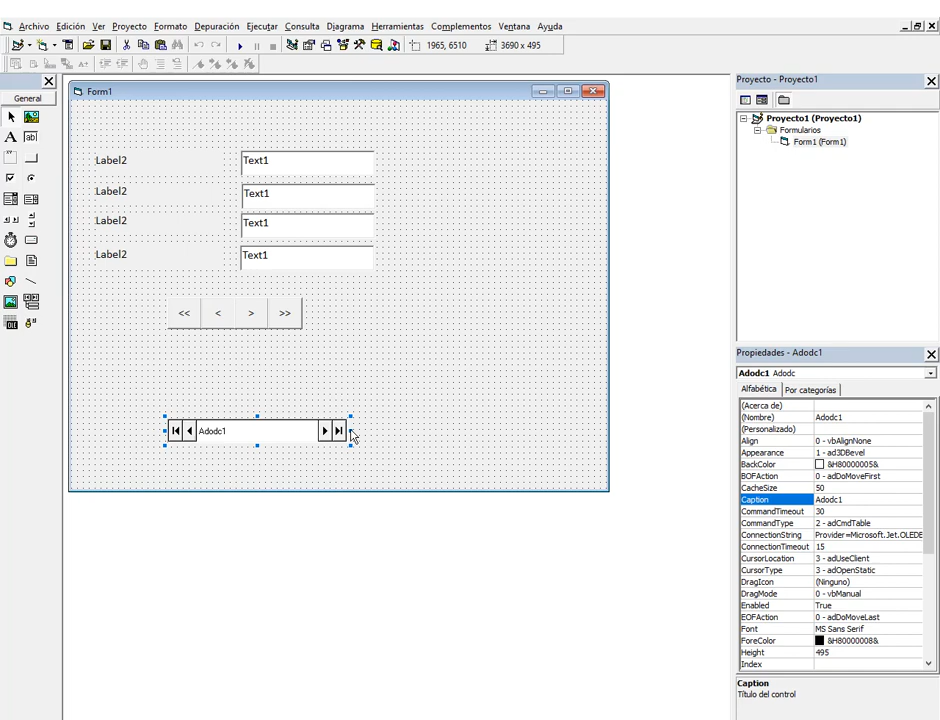 Archivo Edición Ver Proyecto Formato Depuración Ejecutar Consulta Diagrama Herramientas Complementos Ventana Ayuda
1965, 6510 3690 x 495
General
Form1
Label2 Text1
Label2 Text1
Label2 Text1
Label2 Text1
<< < > >>
Adodc1
Proyecto - Proyecto1
Proyecto1 (Proyecto1)
Formularios
Form1 (Form1)
Propiedades - Adodc1
Adodc1 Adodc
Alfabética Por categorías
(Acerca de)
(Nombre) Adodc1
(Personalizado)
Align 0 - vbAlignNone
Appearance 1 - ad3DBevel
BackColor &H80000005&
BOFAction 0 - adDoMoveFirst
CacheSize 50
Caption Adodc1
CommandTimeout 30
CommandType 2 - adCmdTable
ConnectionString Provider=Microsoft.Jet.OLEDE
ConnectionTimeout 15
CursorLocation 3 - adUseClient
CursorType 3 - adOpenStatic
DragIcon (Ninguno)
DragMode 0 - vbManual
Enabled True
EOFAction 0 - adDoMoveLast
Font MS Sans Serif
ForeColor &H80000008&
Height 495
Index
Caption
Título del control